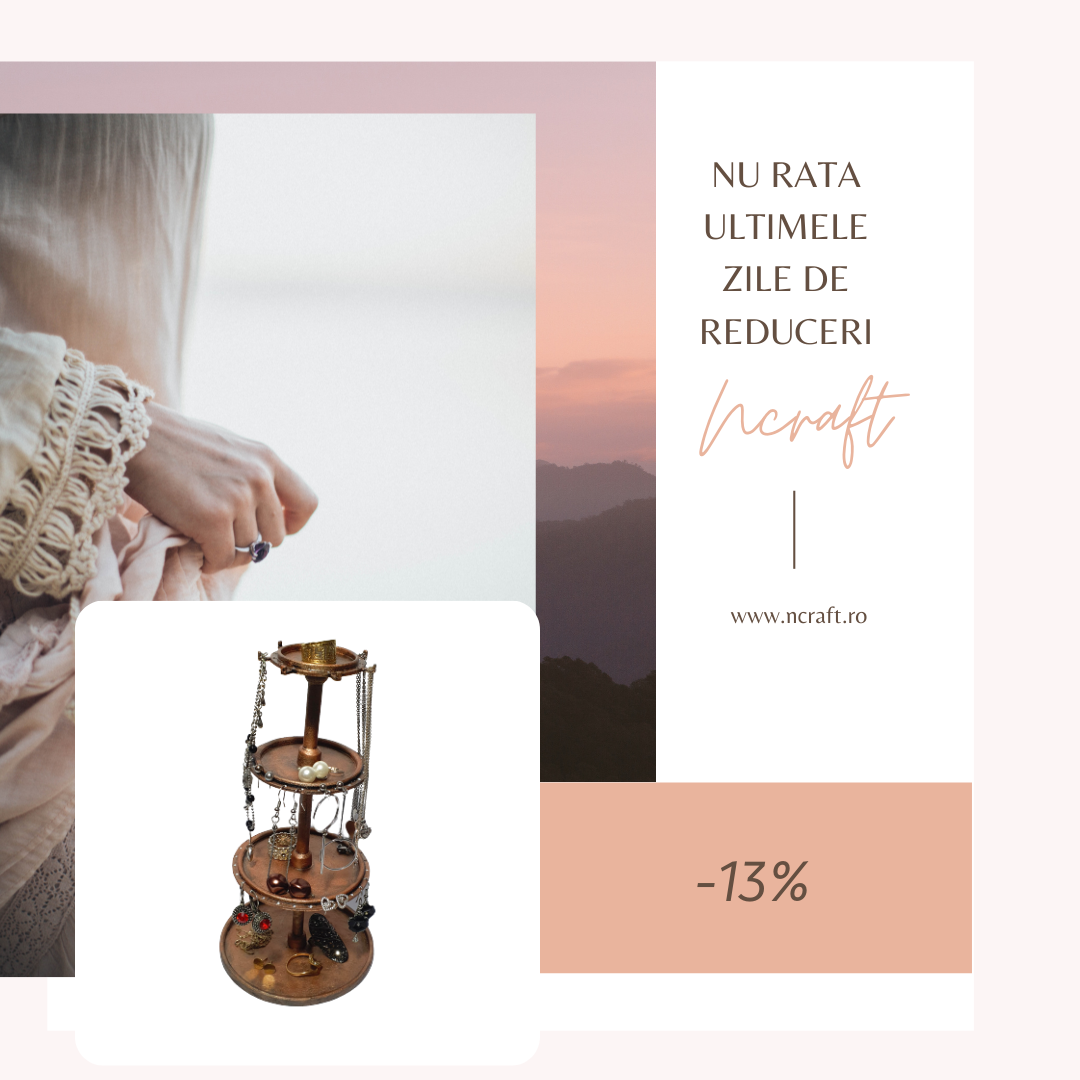 NU RATA
ULTIMELE
ZILE DE
REDUCERI
Ncraft
www.ncraft.ro
-13%